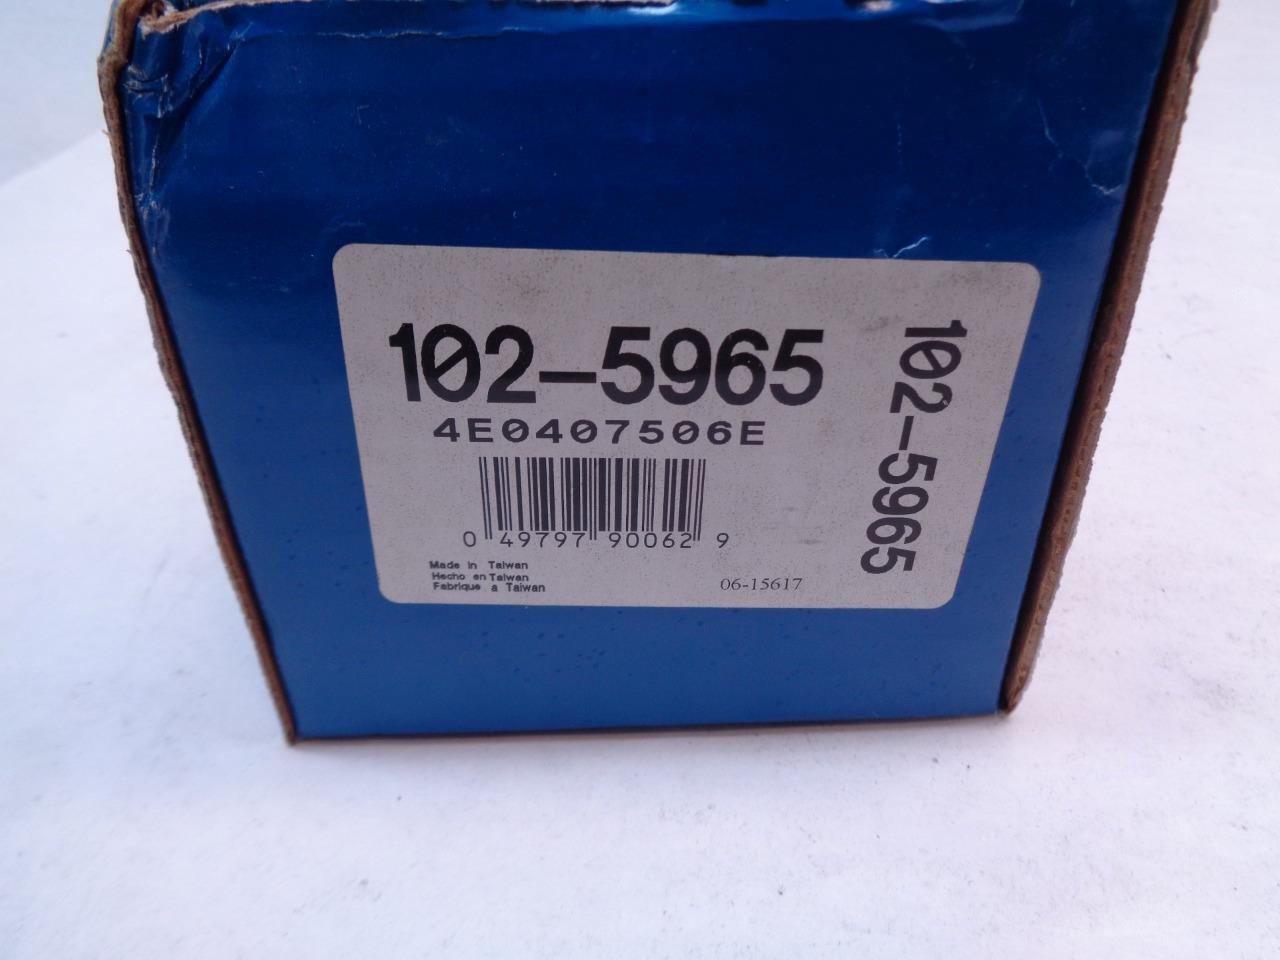 102-5965
4E0407506E
0 49797 90062 9
Made in Taiwan
Hecho en Taiwan
Fabrique a Taiwan
06-15617
102-5965